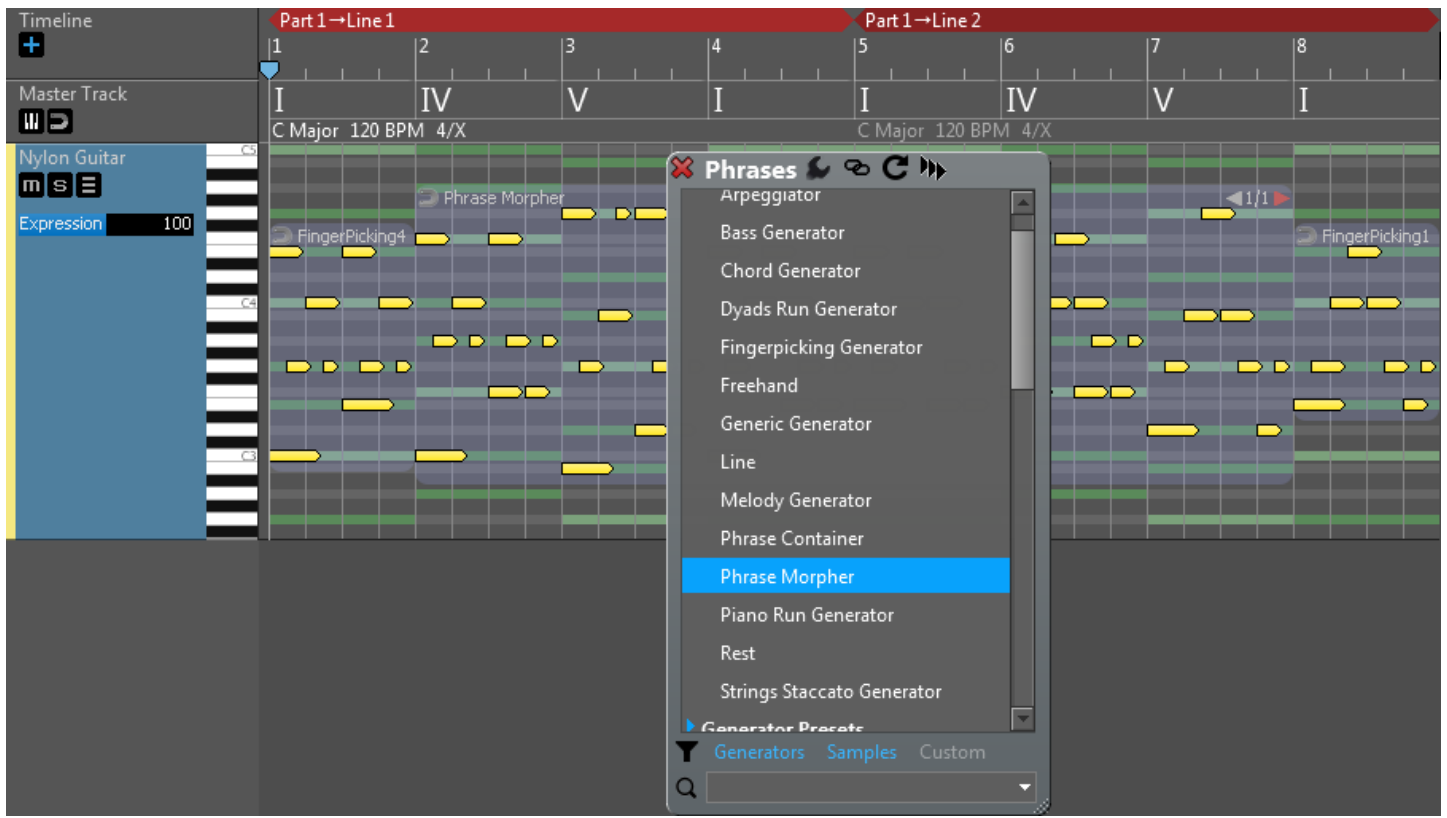 Timeline
Part 1→Line 1
Part 1→Line 2
1 2 3 4 5 6 7 8
Master Track
I IV V I I IV V I
C Major 120 BPM 4/X
C Major 120 BPM 4/X
Nylon Guitar
m s
Expression 100
C5
C4
C3
FingerPicking4
Phrase Morpher
1/1
FingerPicking1
Phrases
Arpeggiator
Bass Generator
Chord Generator
Dyads Run Generator
Fingerpicking Generator
Freehand
Generic Generator
Line
Melody Generator
Phrase Container
Phrase Morpher
Piano Run Generator
Rest
Strings Staccato Generator
Generator Presets
Generators Samples Custom